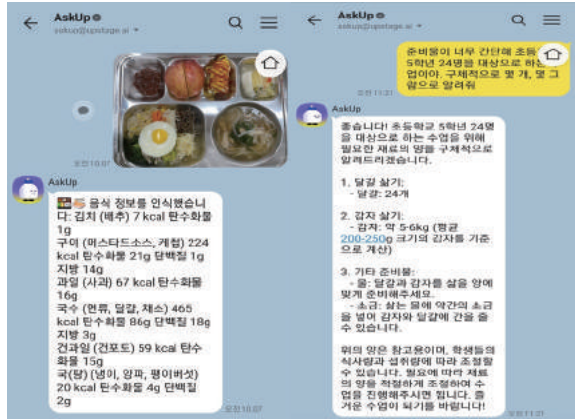 AskUp
askup@upstage.ai
오전 10:07
AskUp
음식 정보를 인식했습니
다: 김치 (배추) 7 kcal 탄수화물
1g
구이 (머스타드소스, 케첩) 224
kcal 탄수화물 21g 단백질 1g
지방 14g
과일 (사과) 67 kcal 탄수화물
16g
국수 (면류, 달걀, 채소) 465
kcal 탄수화물 86g 단백질 18g
지방 3g
건과일 (건포도) 59 kcal 탄수
화물 15g
국(탕) (냉이, 양파, 팽이버섯)
20 kcal 탄수화물 4g 단백질
2g
오전 10:07
AskUp
askup@upstage.ai
준비물이 너무 간단해 초등
5학년 24명을 대상으로 하는
업이야. 구체적으로 몇 개, 몇 그
램으로 알려줘
오전 11:21
AskUp
좋습니다! 초등학교 5학년 24명
을 대상으로 하는 수업을 위해
필요한 재료의 양을 구체적으로
알려드리겠습니다.
1. 달걀 삶기:
- 달걀: 24개
2. 감자 삶기:
- 감자: 약 5-6kg (평균
200-250g 크기의 감자를 기준
으로 계산)
3. 기타 준비물:
- 물: 달걀과 감자를 삶을 양에
맞게 준비해주세요.
- 소금: 삶는 물에 약간의 소금
을 넣어 감자와 달걀에 간을 줄
수 있습니다.
위의 양은 참고용이며, 학생들의
식사량과 섭취량에 따라 조절할
수 있습니다. 필요에 따라 재료
의 양을 적절하게 조절하여 수
업을 진행해주시면 됩니다. 즐
거운 수업이 되기를 바랍니다!
오전 11:21